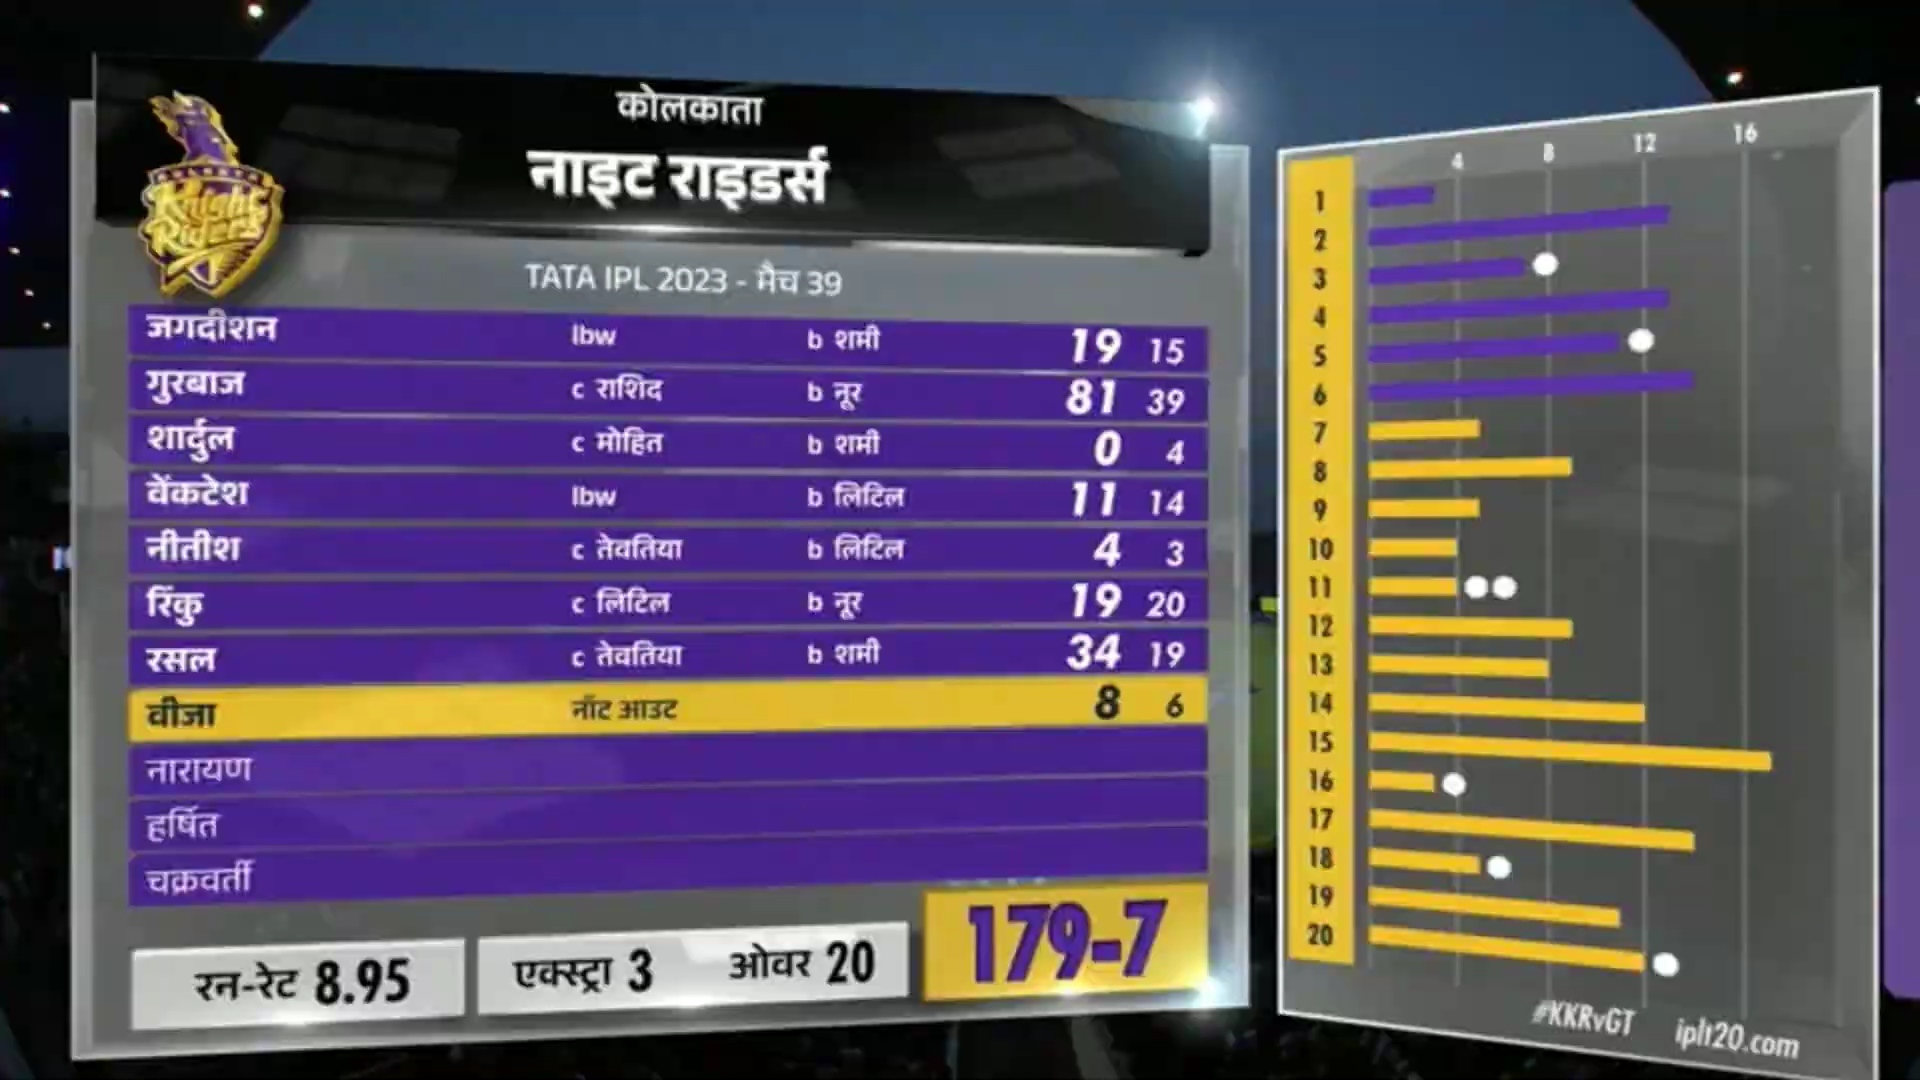 कोलकाता
नाइट राइडर्स
KOLKATA
Knight
Riders
TATA IPL 2023 - मैच 39
जगदीशन lbw b शमी 19 15
गुरबाज c राशिद b नूर 81 39
शार्दुल c मोहित b शमी 0 4
वेंकटेश lbw b लिटिल 11 14
नीतीश c तेवतिया b लिटिल 4 3
रिंकु c लिटिल b नूर 19 20
रसल c तेवतिया b शमी 34 19
वीजा नॉट आउट 8 6
नारायण
हर्षित
चक्रवर्ती
रन-रेट 8.95 एक्स्ट्रा 3 ओवर 20 179-7
4 8 12 16
1
2
3
4
5
6
7
8
9
10
11
12
13
14
15
16
17
18
19
20
#KKRvGT iplt20.com